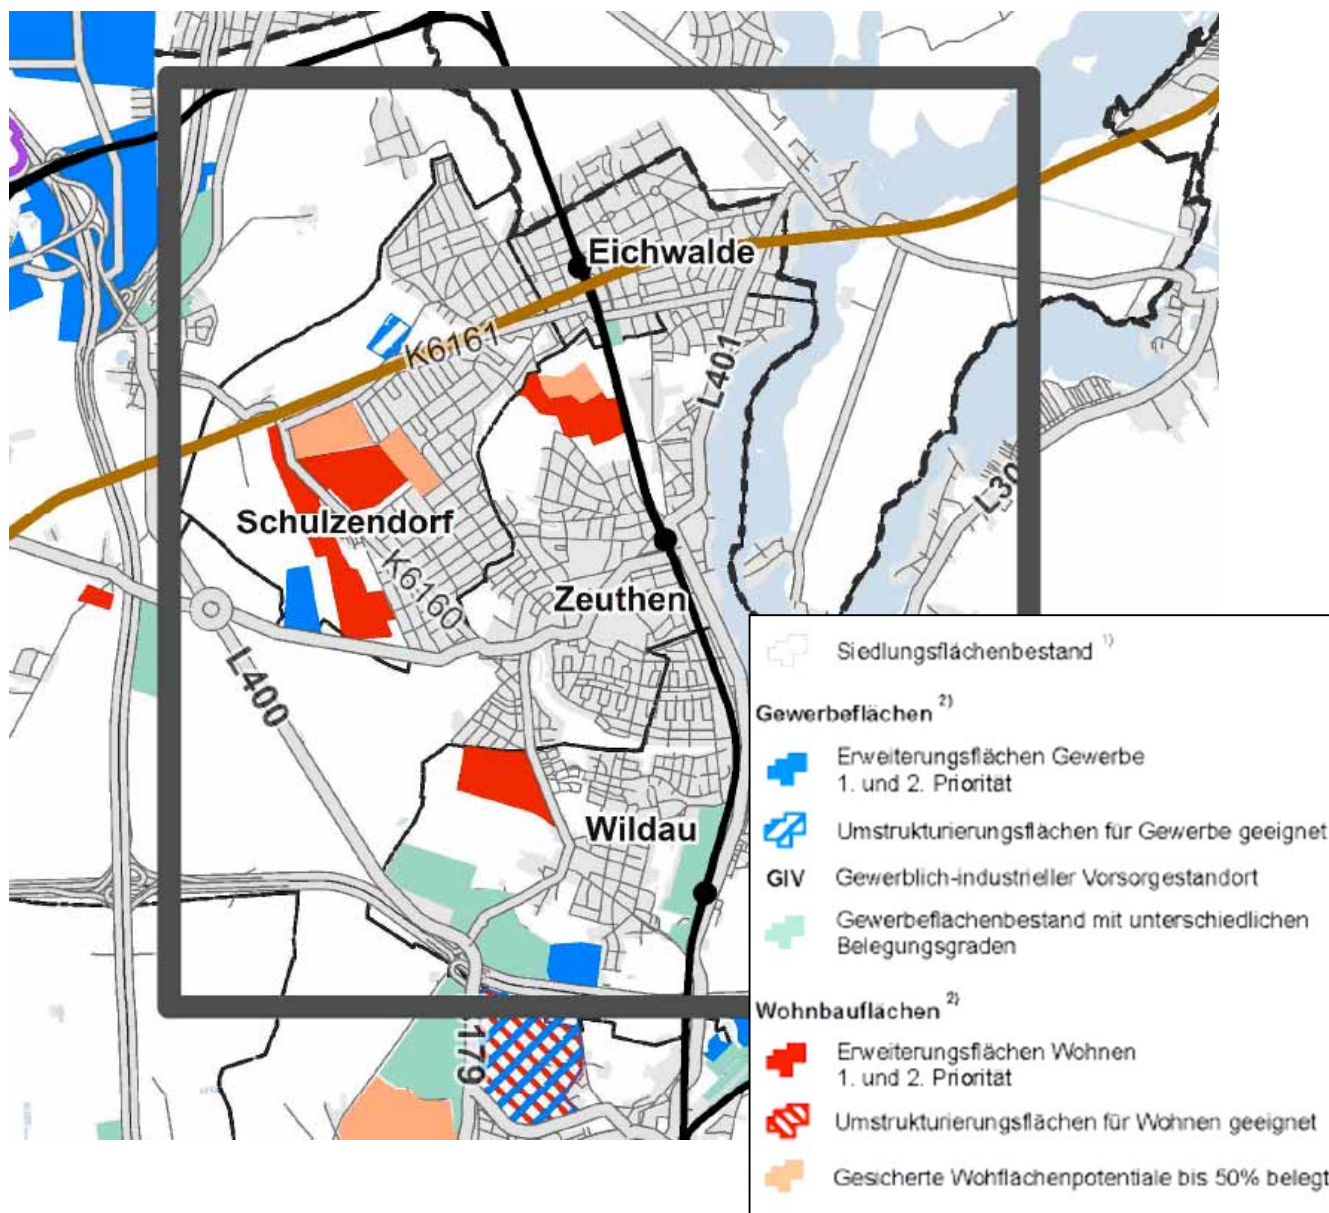 Eichwalde
K6161
L401
L30
Schulzendorf
K6160
Zeuthen
L400
Wildau
179
Siedlungsflächenbestand 1)
Gewerbeflächen 2)
Erweiterungsflächen Gewerbe
1. und 2. Priorität
Umstrukturierungsflächen für Gewerbe geeignet
GIV Gewerblich-industrieller Vorsorgestandort
Gewerbeflächenbestand mit unterschiedlichen
Belegungsgraden
Wohnbauflächen 2)
Erweiterungsflächen Wohnen
1. und 2. Priorität
Umstrukturierungsflächen für Wohnen geeignet
Gesicherte Wohflächenpotentiale bis 50% belegt